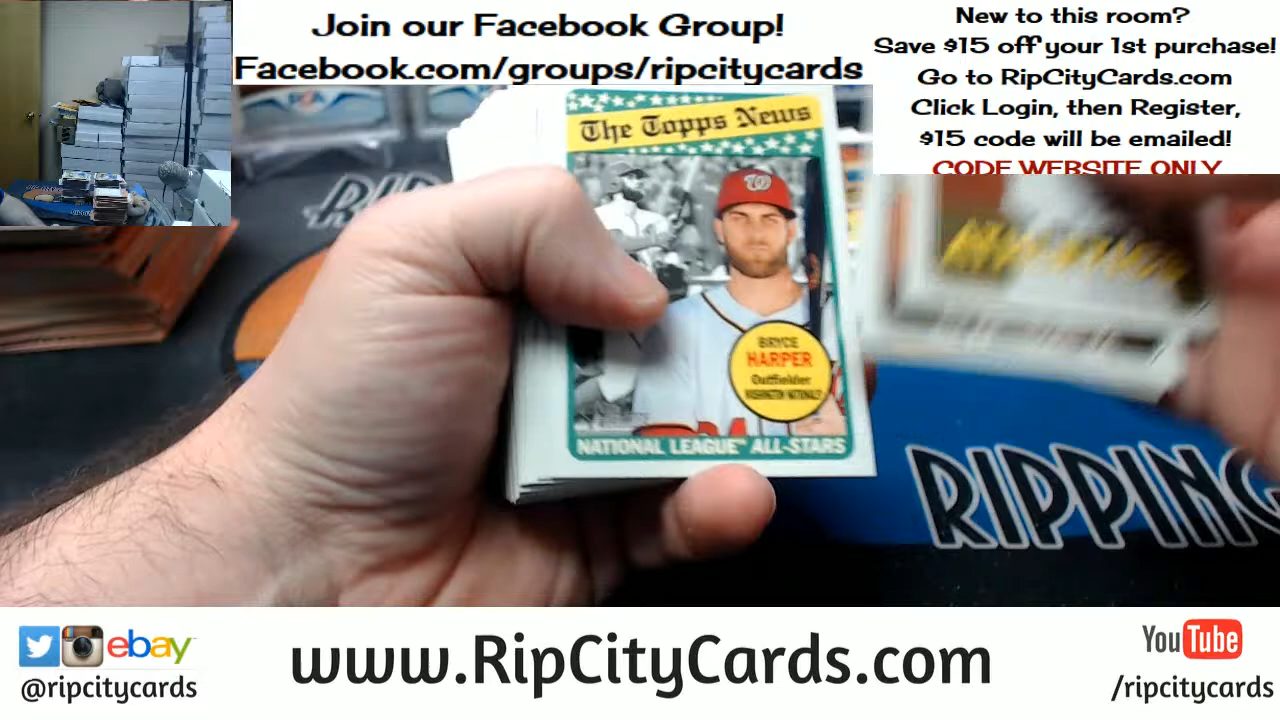 Join our Facebook Group!
Facebook.com/groups/ripcitycards
New to this room?
Save $15 off your 1st purchase!
Go to RipCityCards.com
Click Login, then Register,
$15 code will be emailed!
CODE WEBSITE ONLY
The Topps News
BRYCE
HARPER
Outfielder
WASHINGTON NATIONALS
NATIONAL LEAGUE ALL-STARS
RIPPING
ebay
@ripcitycards
www.RipCityCards.com
YouTube
/ripcitycards